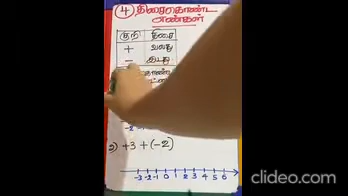 4 திசைகொண்ட
எண்கள்
குறி திசை
+ வலது
- இடது
-2
2) +3 + (-2)
-3 -2 -1 0 1 2 3 4 5 6
clideo.com